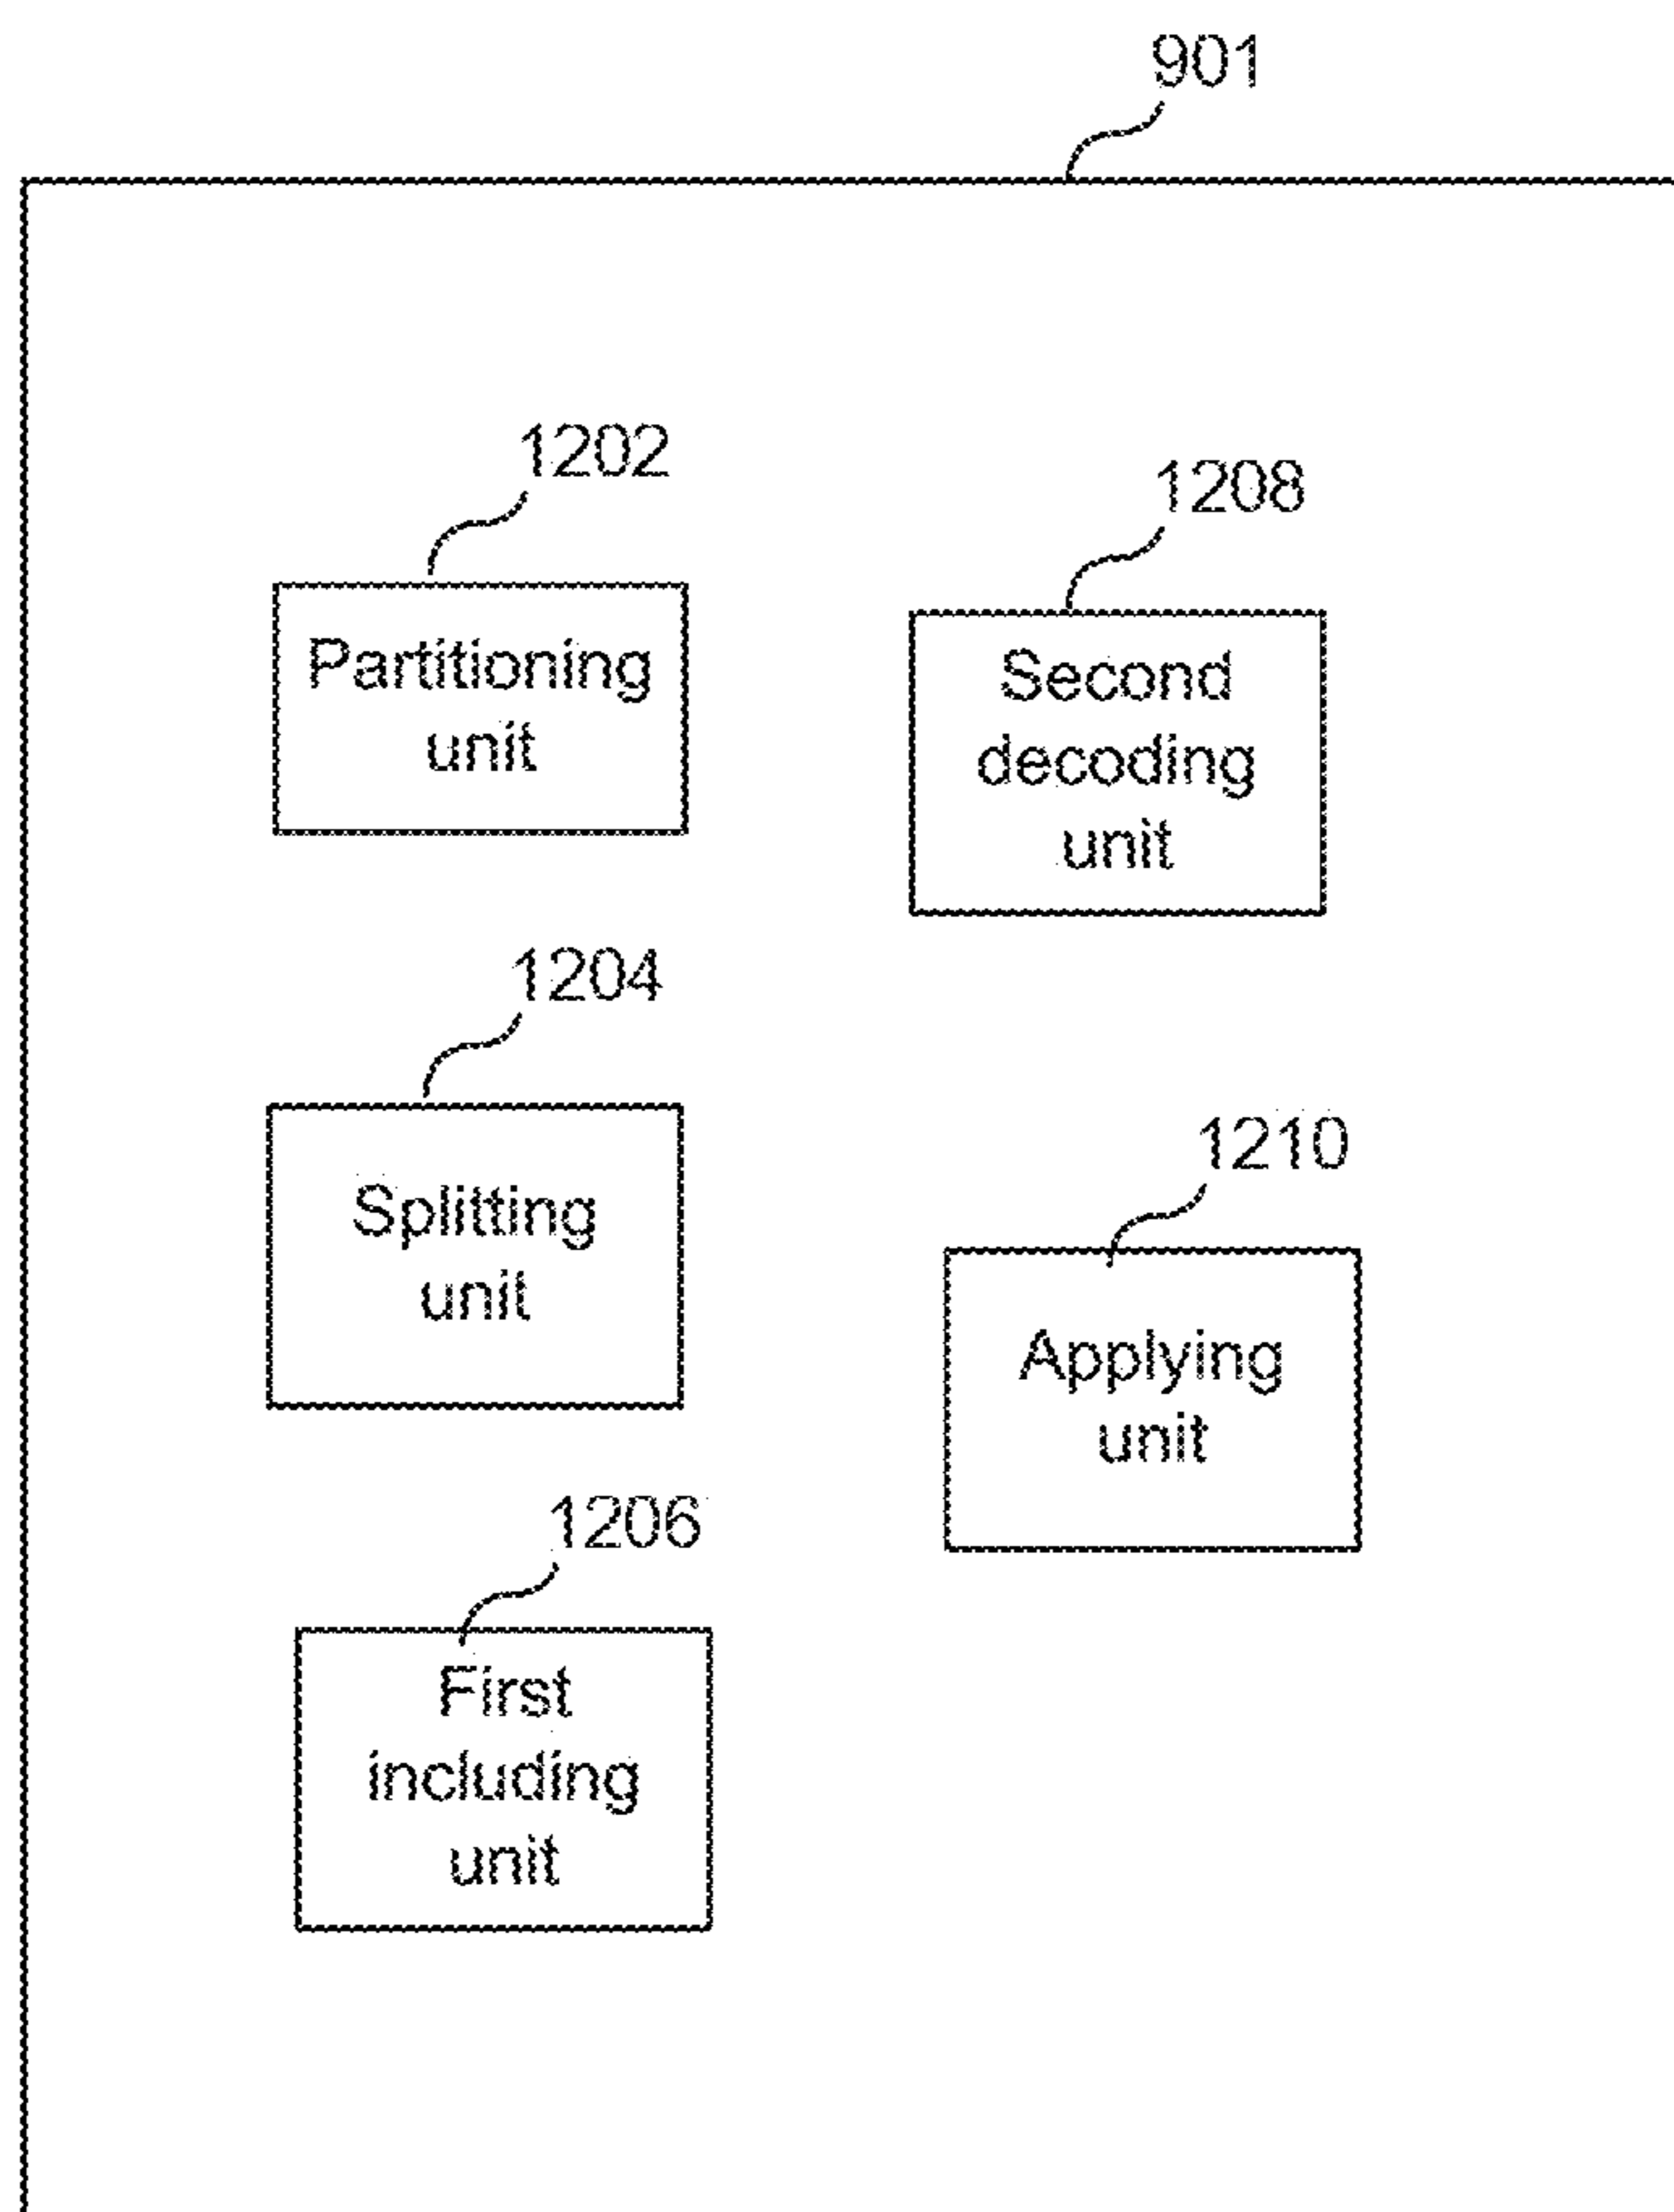 901
1202
Partitioning
unit
1208
Second
decoding
unit
1204
Splitting
unit
1210
Applying
unit
1206
First
including
unit